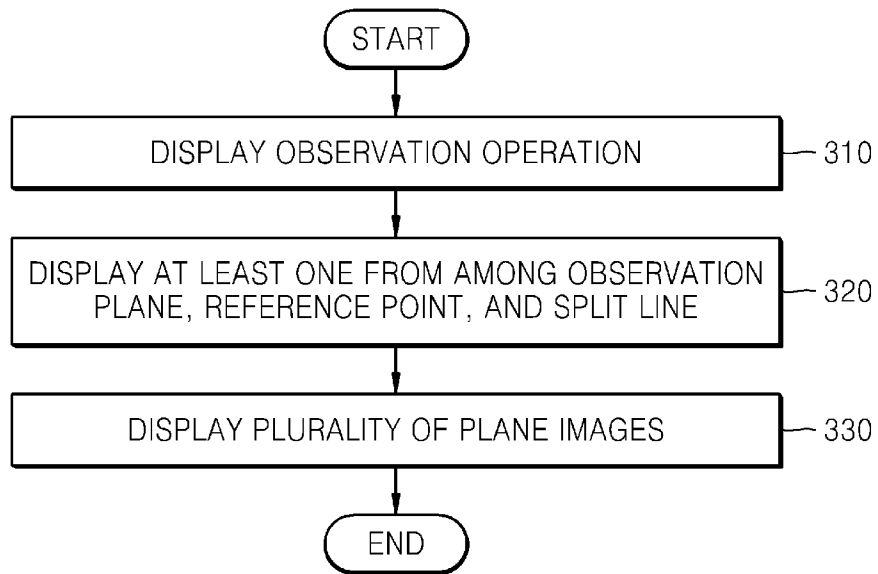 START
DISPLAY OBSERVATION OPERATION
310
DISPLAY AT LEAST ONE FROM AMONG OBSERVATION
PLANE, REFERENCE POINT, AND SPLIT LINE
320
DISPLAY PLURALITY OF PLANE IMAGES
330
END